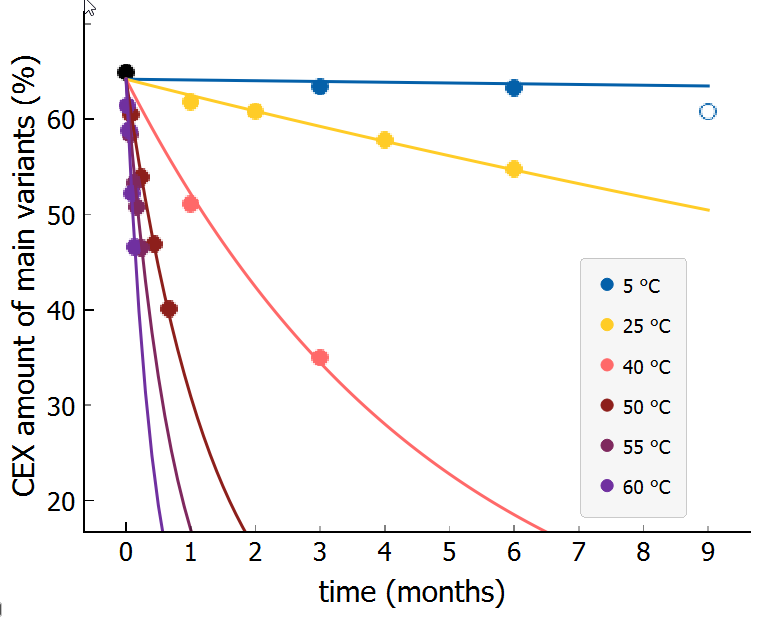 CEX amount of main variants (%)
60
50
40
30
20
5 °C
25 °C
40 °C
50 °C
55 °C
60 °C
0 1 2 3 4 5 6 7 8 9
time (months)